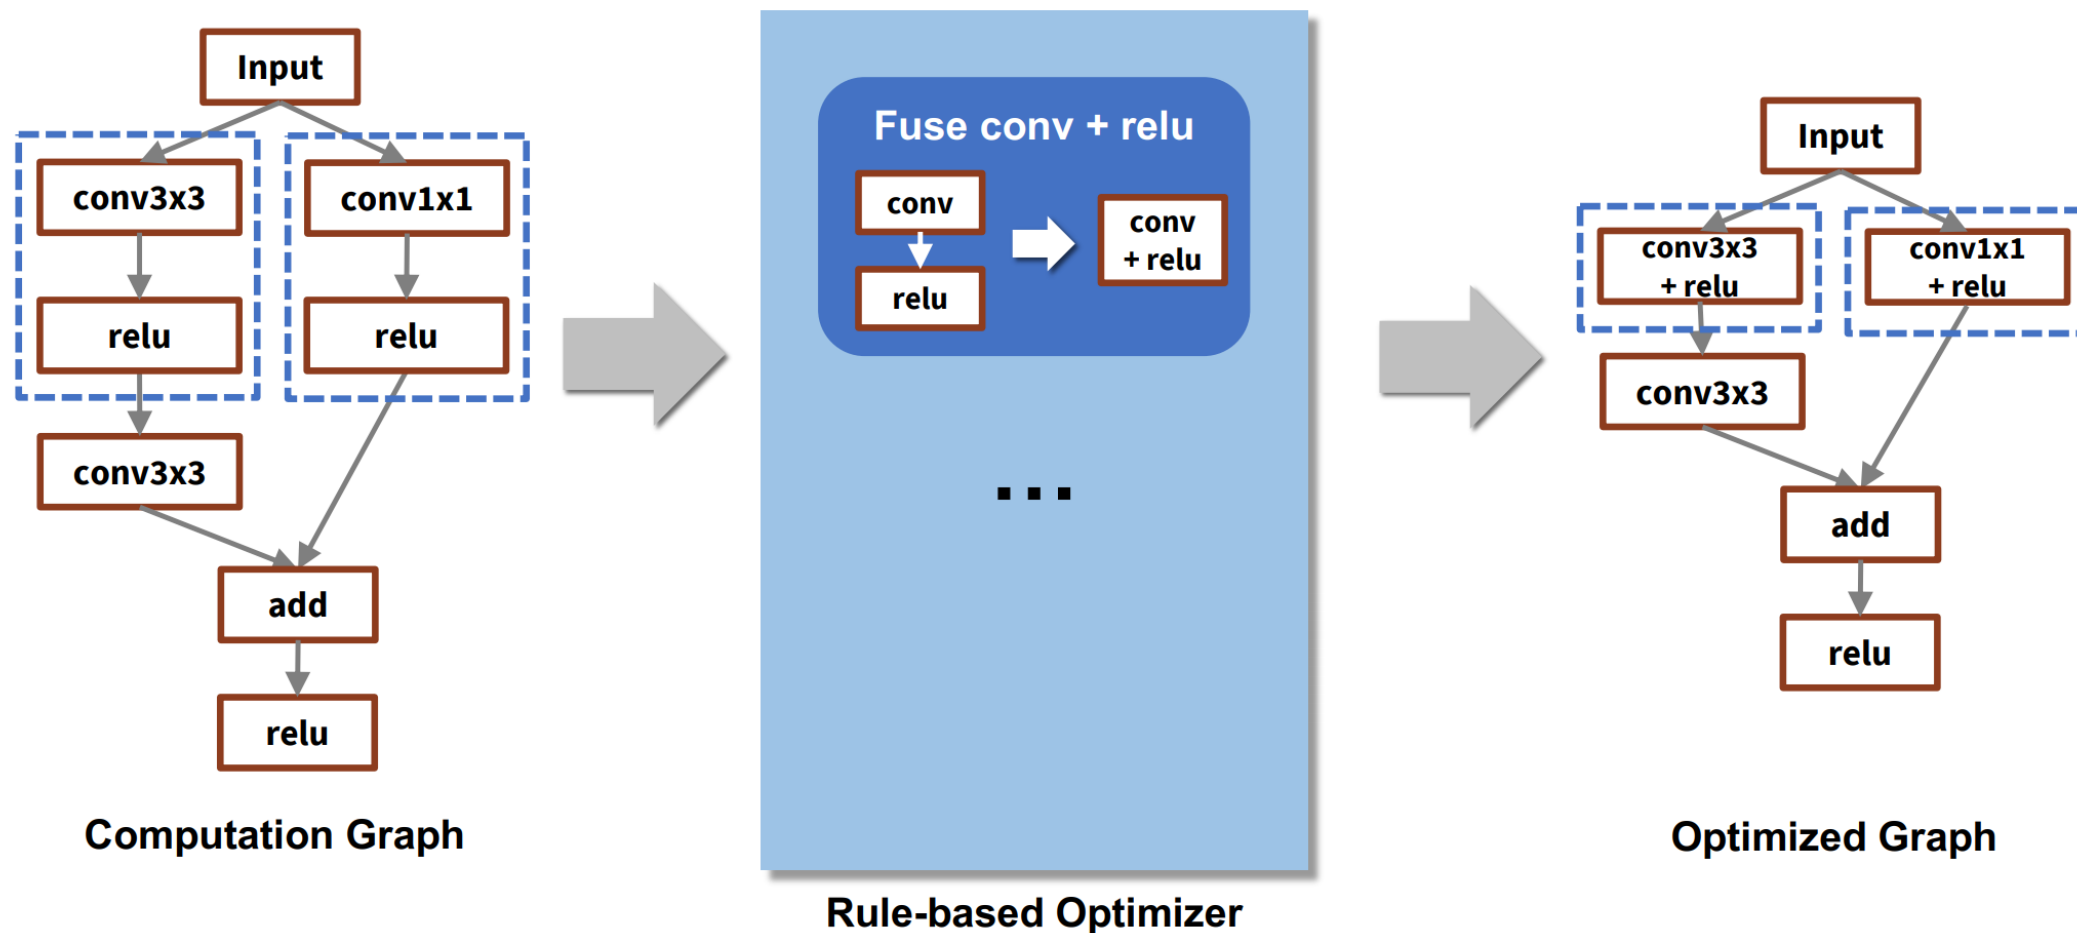 Input
conv3x3
conv1x1
relu
relu
conv3x3
add
relu
Computation Graph
Fuse conv + relu
conv
relu
conv
+ relu
...
Rule-based Optimizer
Input
conv3x3
+ relu
conv1x1
+ relu
conv3x3
add
relu
Optimized Graph